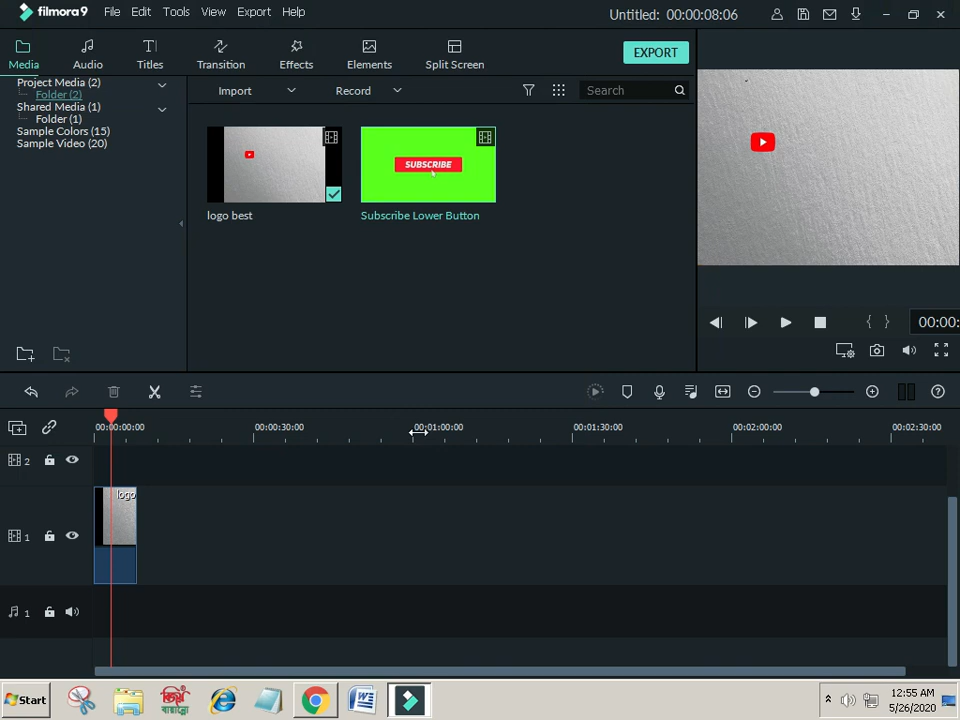 filmora9 File Edit Tools View Export Help Untitled: 00:00:08:06
Media Audio Titles Transition Effects Elements Split Screen EXPORT
Project Media (2)
Folder (2)
Shared Media (1)
Folder (1)
Sample Colors (15)
Sample Video (20)
Import Record Search
SUBSCRIBE
logo best Subscribe Lower Button
00:00:
00:00:00:00 00:00:30:00 00:01:00:00 00:01:30:00 00:02:00:00 00:02:30:00
2
logo
1
1
Start
12:55 AM
5/26/2020